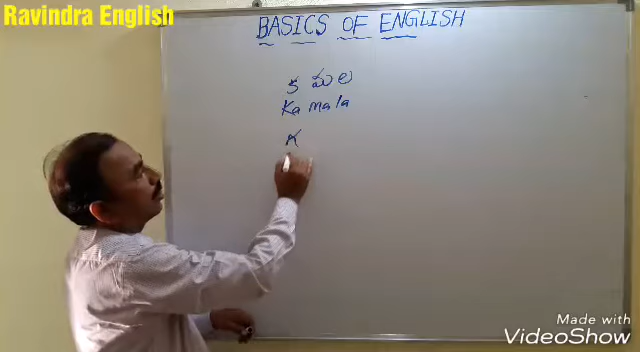 Ravindra English
BASICS OF ENGLISH
క మ ల
Ka ma la
K
Made with
VideoShow